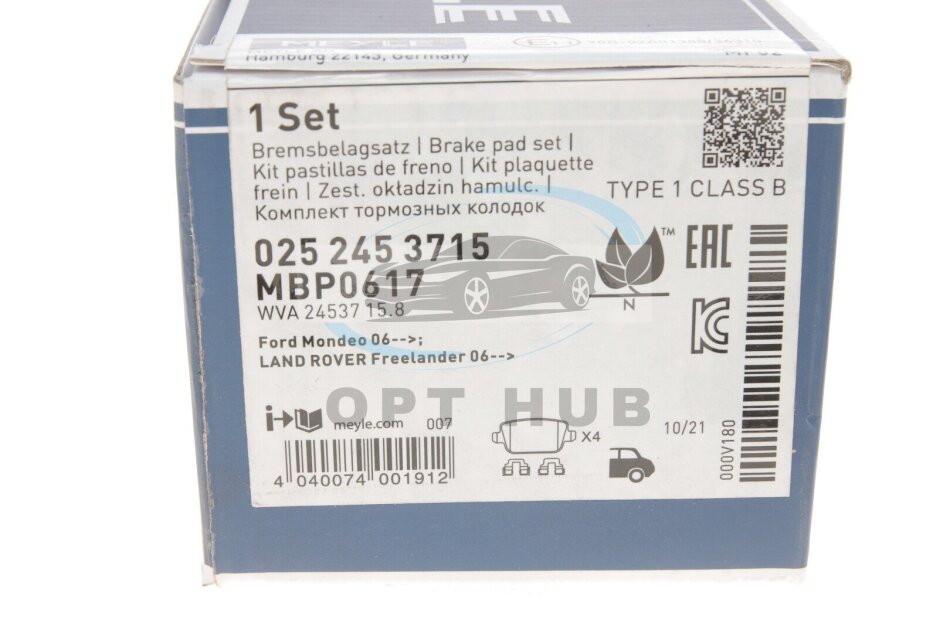 MEYLE
Hamburg 22143, Germany
1 Set
Bremsbelagsatz | Brake pad set |
Kit pastillas de freno | Kit plaquette
frein | Zest. okładzin hamulc. |
Комплект тормозных колодок
TYPE 1 CLASS B
025 245 3715
MBP0617
WVA 24537 15.8
TM
N
EAC
Ford Mondeo 06-->;
LAND ROVER Freelander 06-->
OPT HUB
i
meyle.com 007
X4
10/21
000V180
4 040074 001912